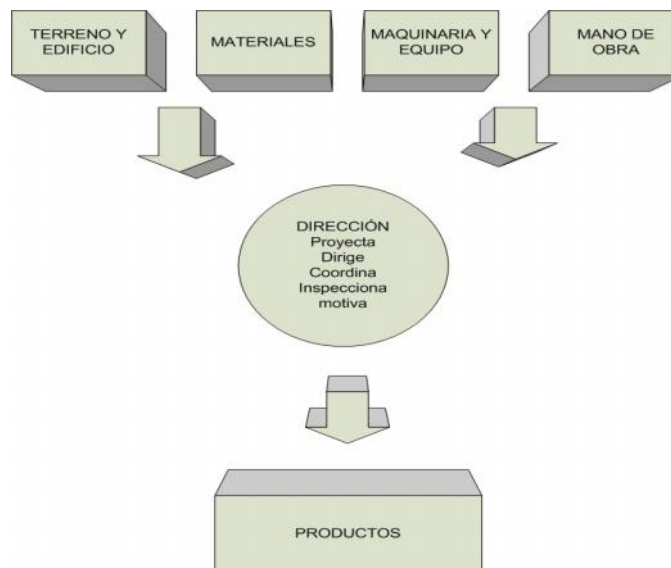 TERRENO Y
EDIFICIO
MATERIALES
MAQUINARIA Y
EQUIPO
MANO DE
OBRA
DIRECCIÓN
Proyecta
Dirige
Coordina
Inspecciona
motiva
PRODUCTOS